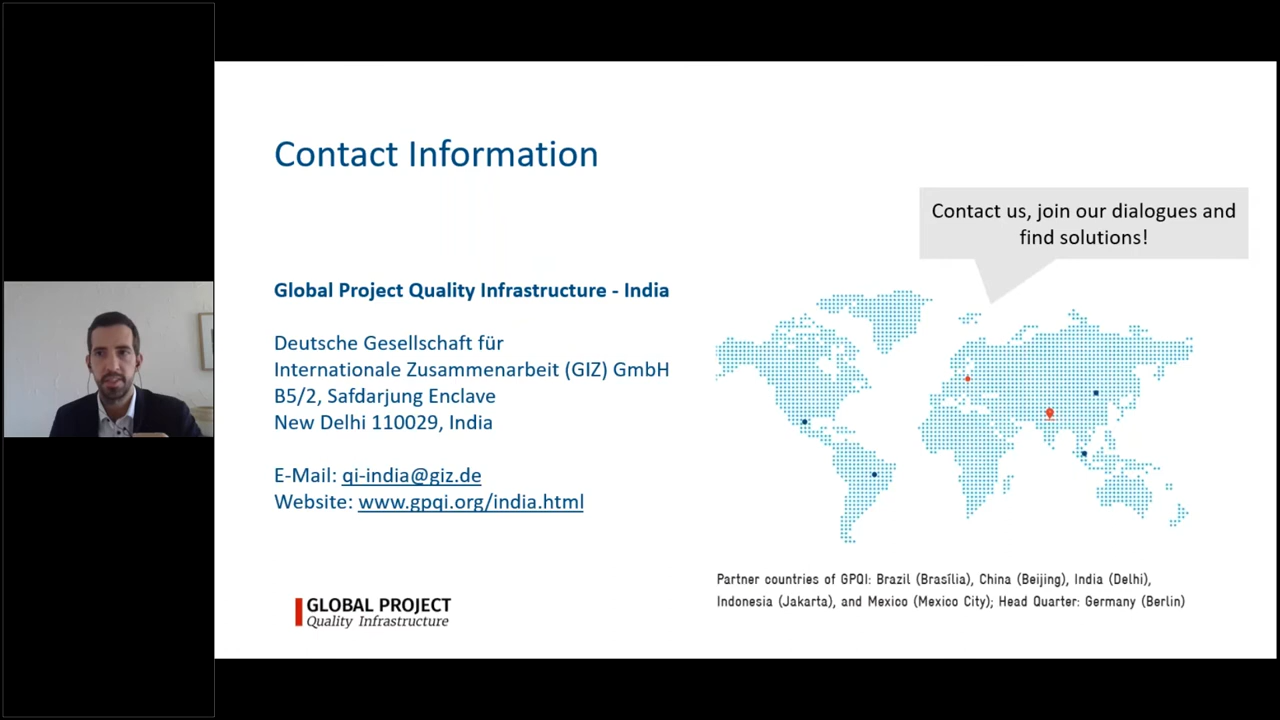 Contact Information
Contact us, join our dialogues and
find solutions!
Global Project Quality Infrastructure - India
Deutsche Gesellschaft für
Internationale Zusammenarbeit (GIZ) GmbH
B5/2, Safdarjung Enclave
New Delhi 110029, India
E-Mail: qi-india@giz.de
Website: www.gpqi.org/india.html
Partner countries of GPQI: Brazil (Brasília), China (Beijing), India (Delhi),
Indonesia (Jakarta), and Mexico (Mexico City); Head Quarter: Germany (Berlin)
GLOBAL PROJECT
Quality Infrastructure